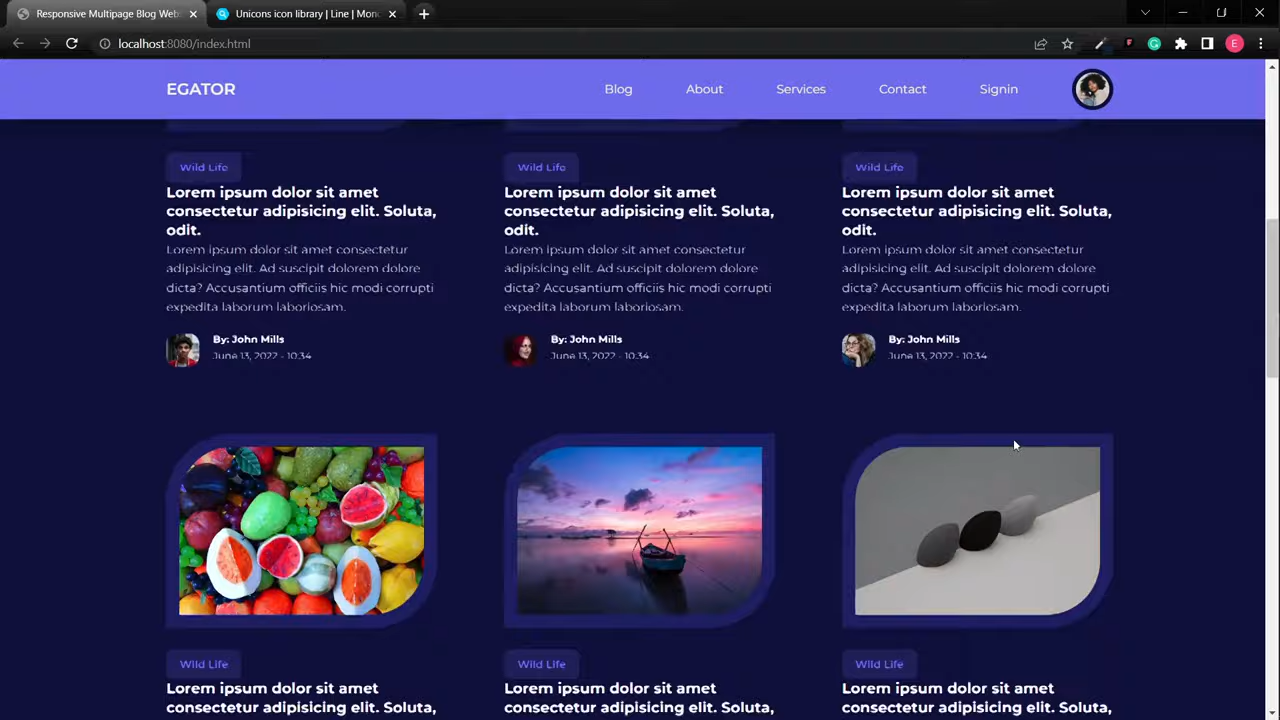 Responsive Multipage Blog Web
Unicons icon library | Line | Mon
localhost:8080/index.html
E
EGATOR
Blog
About
Services
Contact
Signin
Wild Life
Wild Life
Wild Life
Lorem ipsum dolor sit amet
consectetur adipisicing elit. Soluta,
odit.
Lorem ipsum dolor sit amet consectetur
adipisicing elit. Ad suscipit dolorem dolore
dicta? Accusantium officiis hic modi corrupti
expedita laborum laboriosam.
By: John Mills
June 13, 2022 - 10:34
Lorem ipsum dolor sit amet
consectetur adipisicing elit. Soluta,
odit.
Lorem ipsum dolor sit amet consectetur
adipisicing elit. Ad suscipit dolorem dolore
dicta? Accusantium officiis hic modi corrupti
expedita laborum laboriosam.
By: John Mills
June 13, 2022 - 10:34
Lorem ipsum dolor sit amet
consectetur adipisicing elit. Soluta,
odit.
Lorem ipsum dolor sit amet consectetur
adipisicing elit. Ad suscipit dolorem dolore
dicta? Accusantium officiis hic modi corrupti
expedita laborum laboriosam.
By: John Mills
June 13, 2022 - 10:34
Wild Life
Lorem ipsum dolor sit amet
consectetur adipisicing elit. Soluta,
Wild Life
Lorem ipsum dolor sit amet
consectetur adipisicing elit. Soluta,
Wild Life
Lorem ipsum dolor sit amet
consectetur adipisicing elit. Soluta,